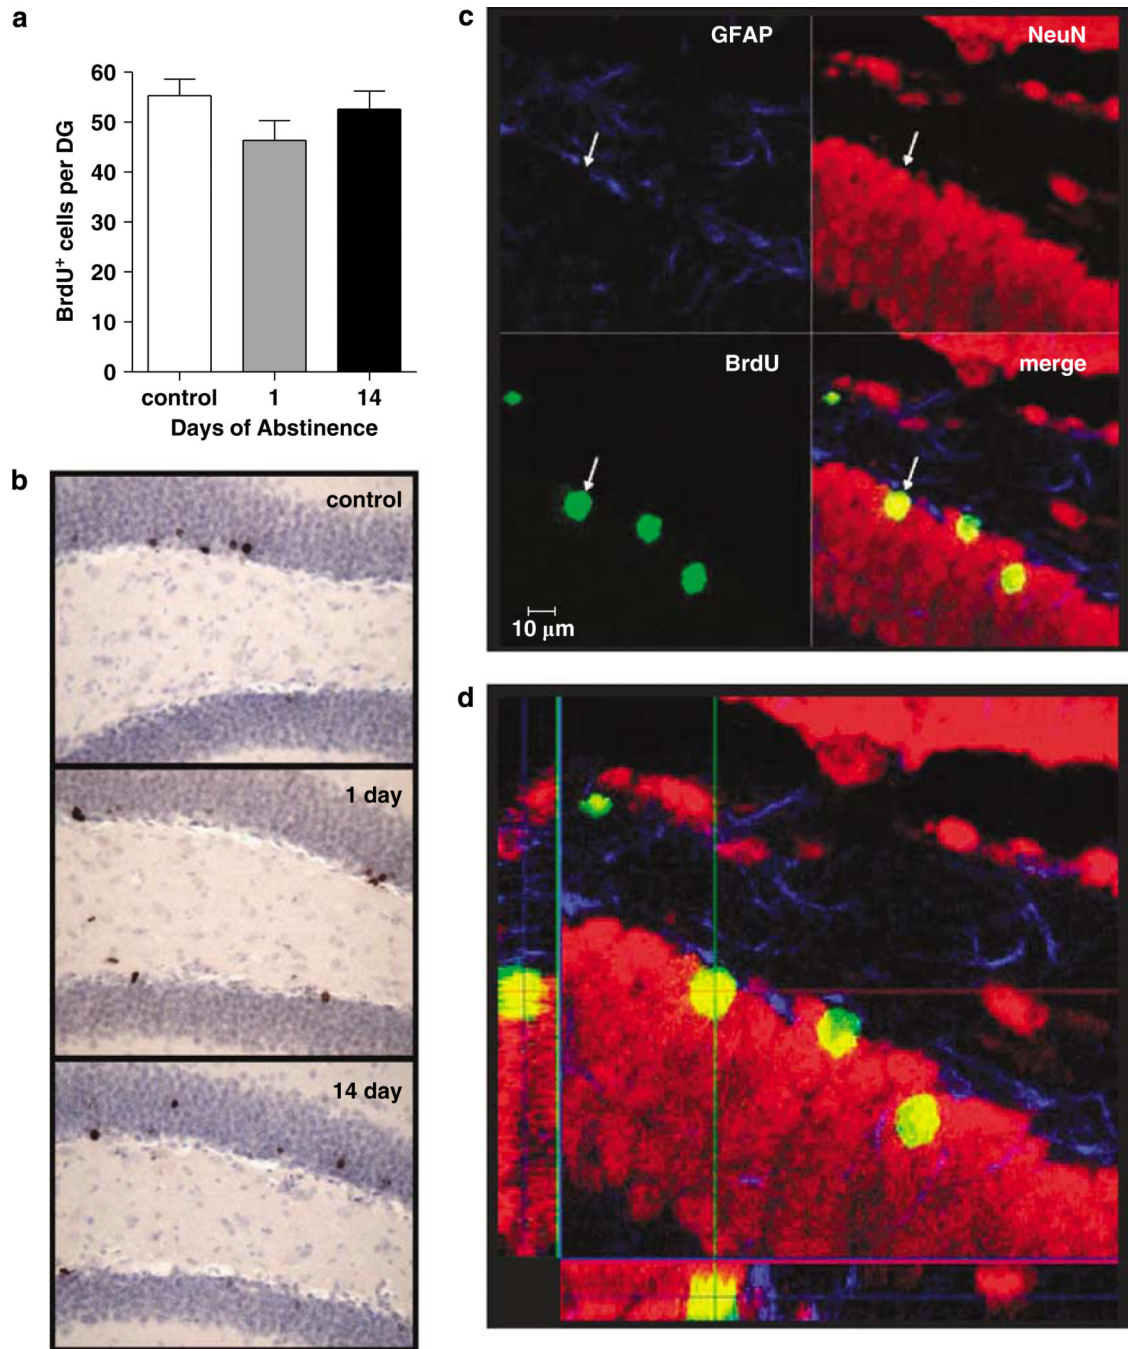 a
60
50
40
30
20
10
0
BrdU⁺ cells per DG
control 1 14
Days of Abstinence
b
control
1 day
14 day
c
GFAP
NeuN
BrdU
merge
10 μm
d